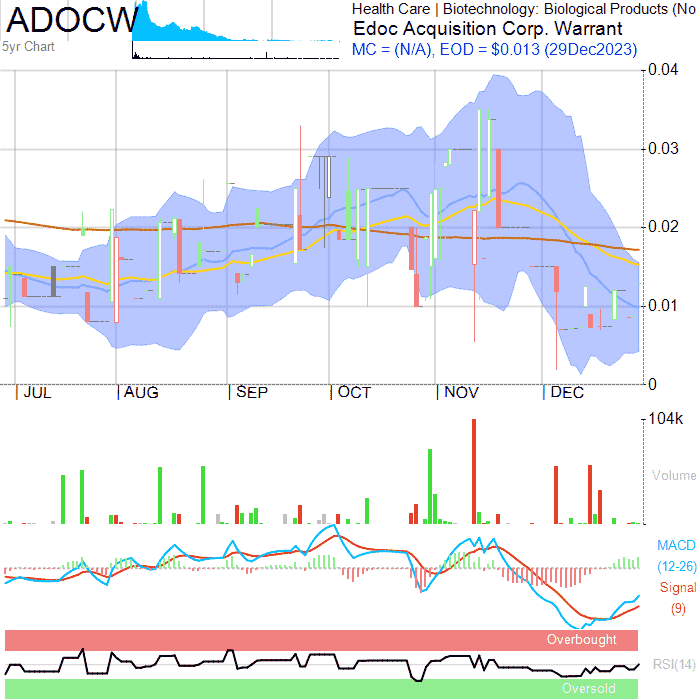 ADOCW
5yr Chart
Health Care | Biotechnology: Biological Products (No
Edoc Acquisition Corp. Warrant
MC = (N/A), EOD = $0.013 (29Dec2023)
0.04
0.03
0.02
0.01
0
| JUL | AUG | SEP | OCT | NOV | DEC
104k
Volume
MACD
(12-26)
Signal
(9)
Overbought
RSI(14)
Oversold